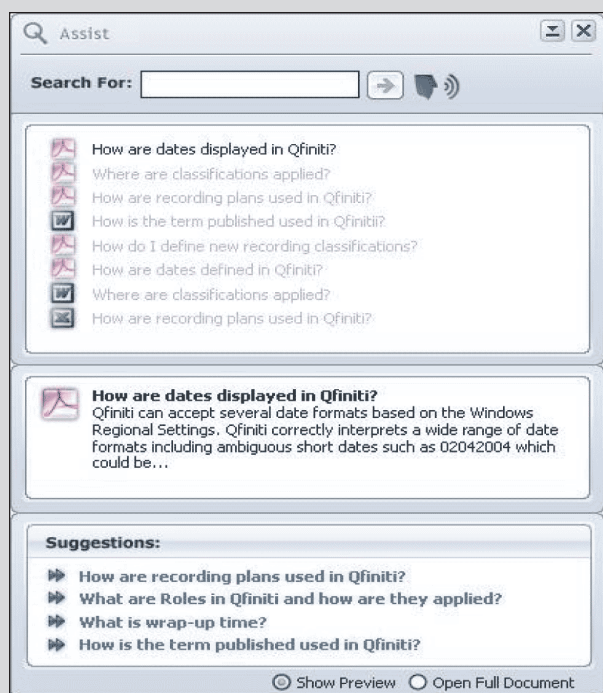 Assist
Search For:
How are dates displayed in Qfiniti?
Where are classifications applied?
How are recording plans used in Qfiniti?
How is the term published used in Qfinitii?
How do I define new recording classifications?
How are dates defined in Qfiniti?
Where are classifications applied?
How are recording plans used in Qfiniti?
How are dates displayed in Qfiniti?
Qfiniti can accept several date formats based on the Windows
Regional Settings. Qfiniti correctly interprets a wide range of date
formats including ambiguous short dates such as 02042004 which
could be...
Suggestions:
How are recording plans used in Qfiniti?
What are Roles in Qfiniti and how are they applied?
What is wrap-up time?
How is the term published used in Qfiniti?
Show Preview Open Full Document